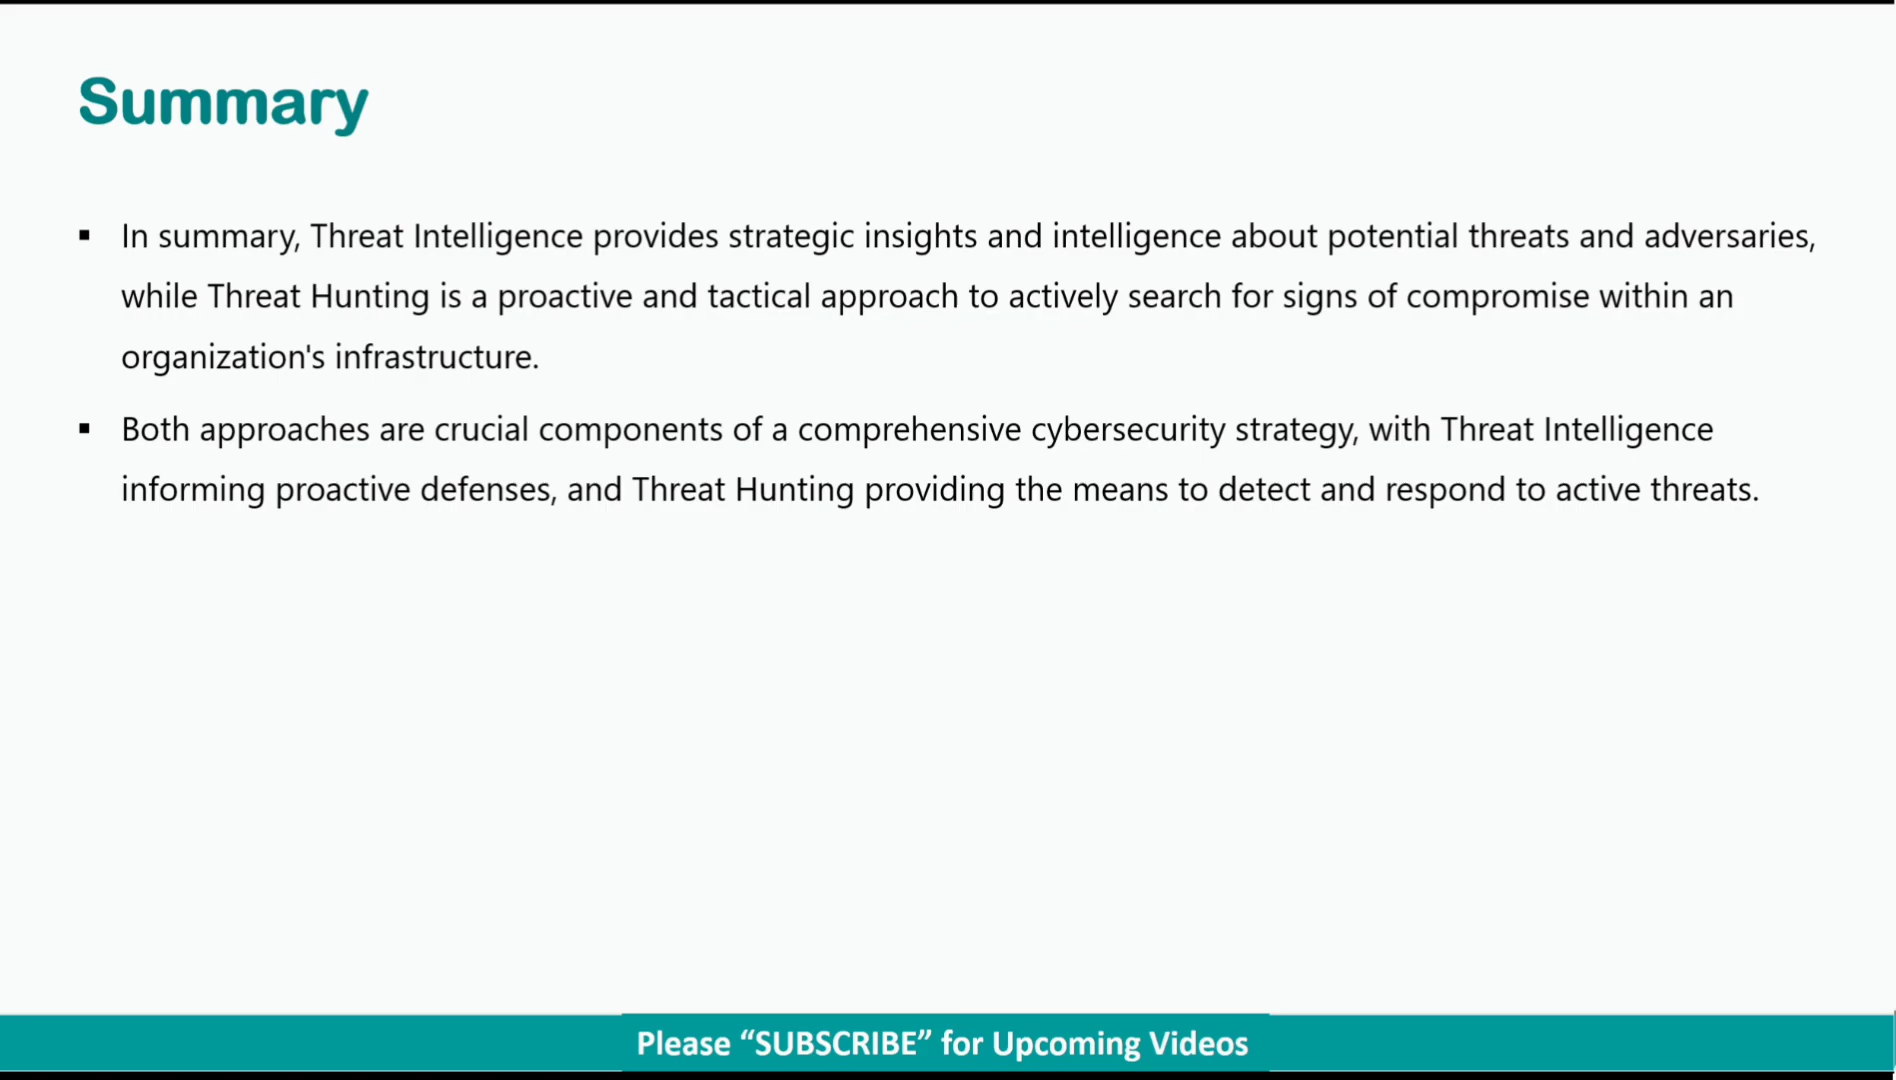 Summary
▪ In summary, Threat Intelligence provides strategic insights and intelligence about potential threats and adversaries,
while Threat Hunting is a proactive and tactical approach to actively search for signs of compromise within an
organization's infrastructure.
▪ Both approaches are crucial components of a comprehensive cybersecurity strategy, with Threat Intelligence
informing proactive defenses, and Threat Hunting providing the means to detect and respond to active threats.
Please “SUBSCRIBE” for Upcoming Videos